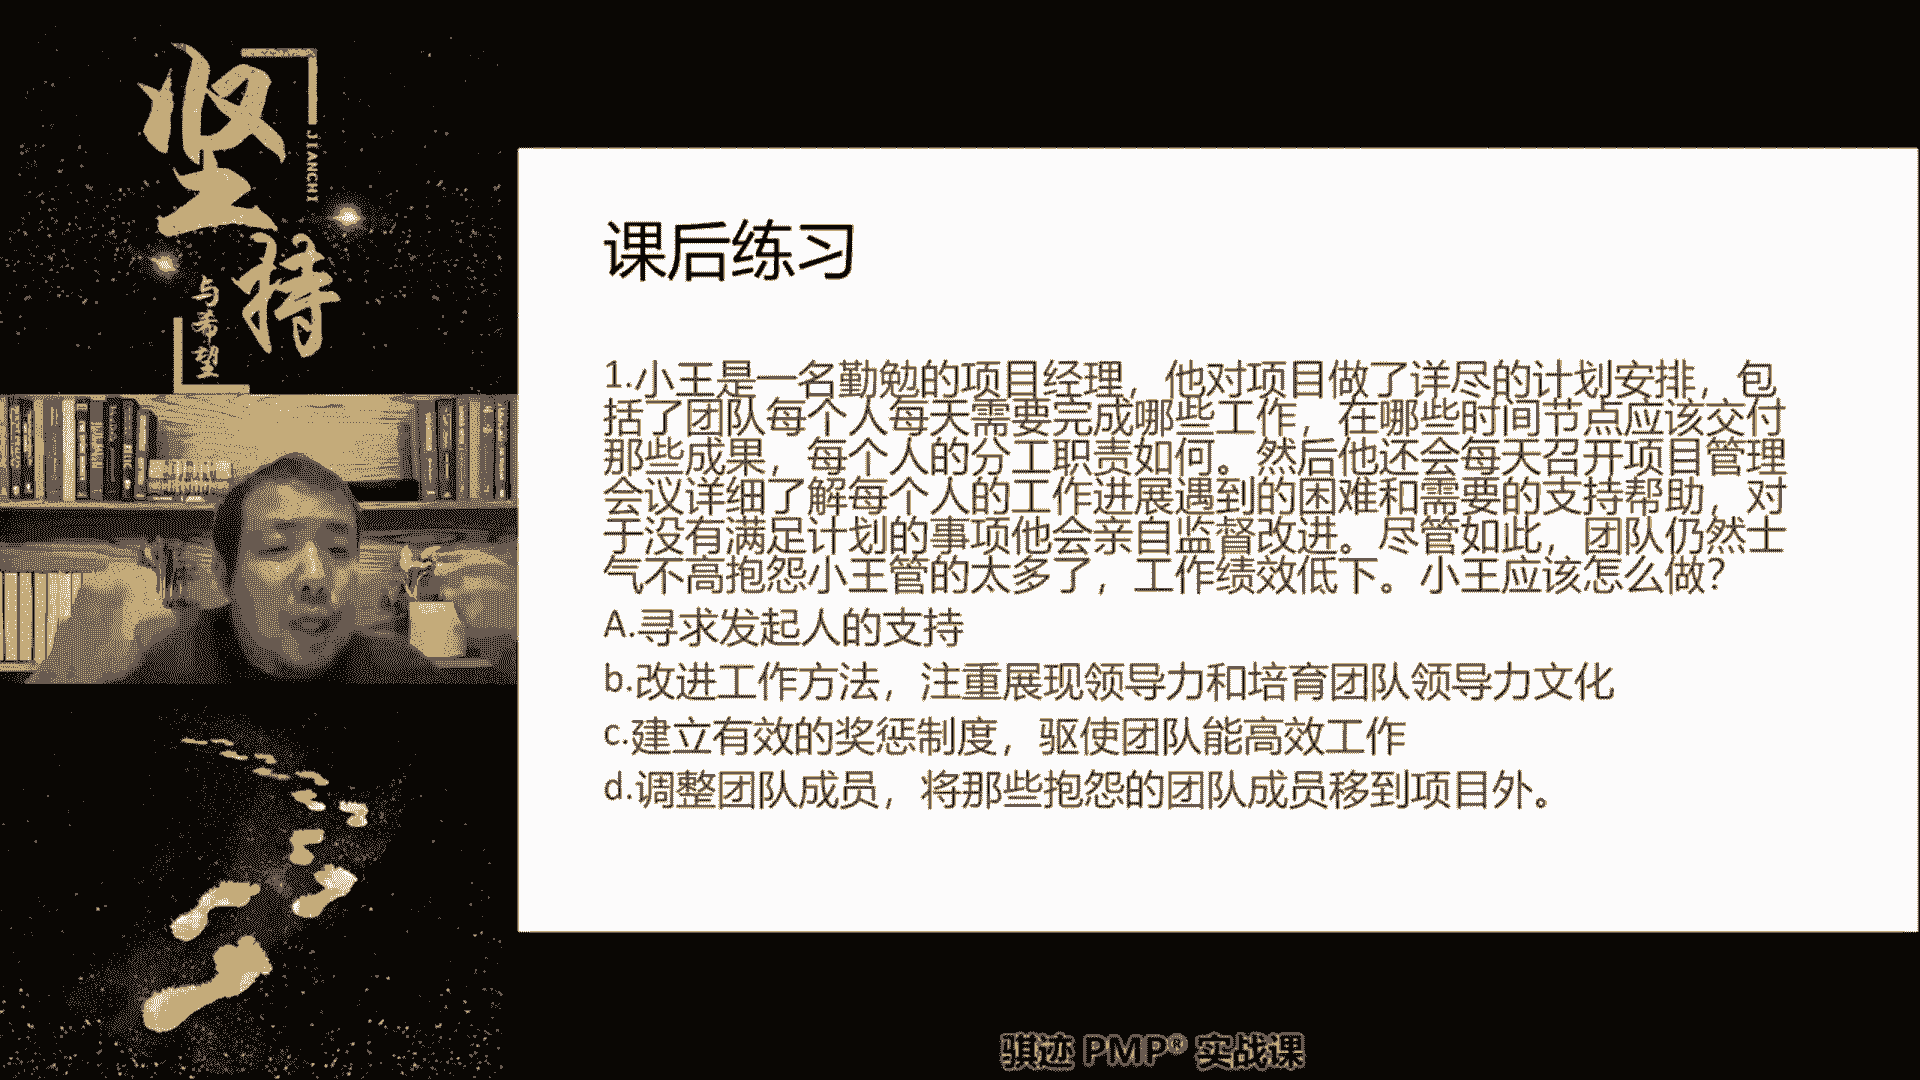 坚持
JIANCHI
与希望
课后练习
1.小王是一名勤勉的项目经理，他对项目做了详尽的计划安排，包
括了团队每个人每天需要完成哪些工作，在哪些时间节点应该交付
那些成果，每个人的分工职责如何。然后他还会每天召开项目管理
会议详细了解每个人的工作进展遇到的困难和需要的支持帮助，对
于没有满足计划的事项他会亲自监督改进。尽管如此，团队仍然士
气不高抱怨小王管的太多了，工作绩效低下。小王应该怎么做？
A.寻求发起人的支持
b.改进工作方法，注重展现领导力和培育团队领导力文化
c.建立有效的奖惩制度，驱使团队能高效工作
d.调整团队成员，将那些抱怨的团队成员移到项目外。
骐迹 PMP® 实战课